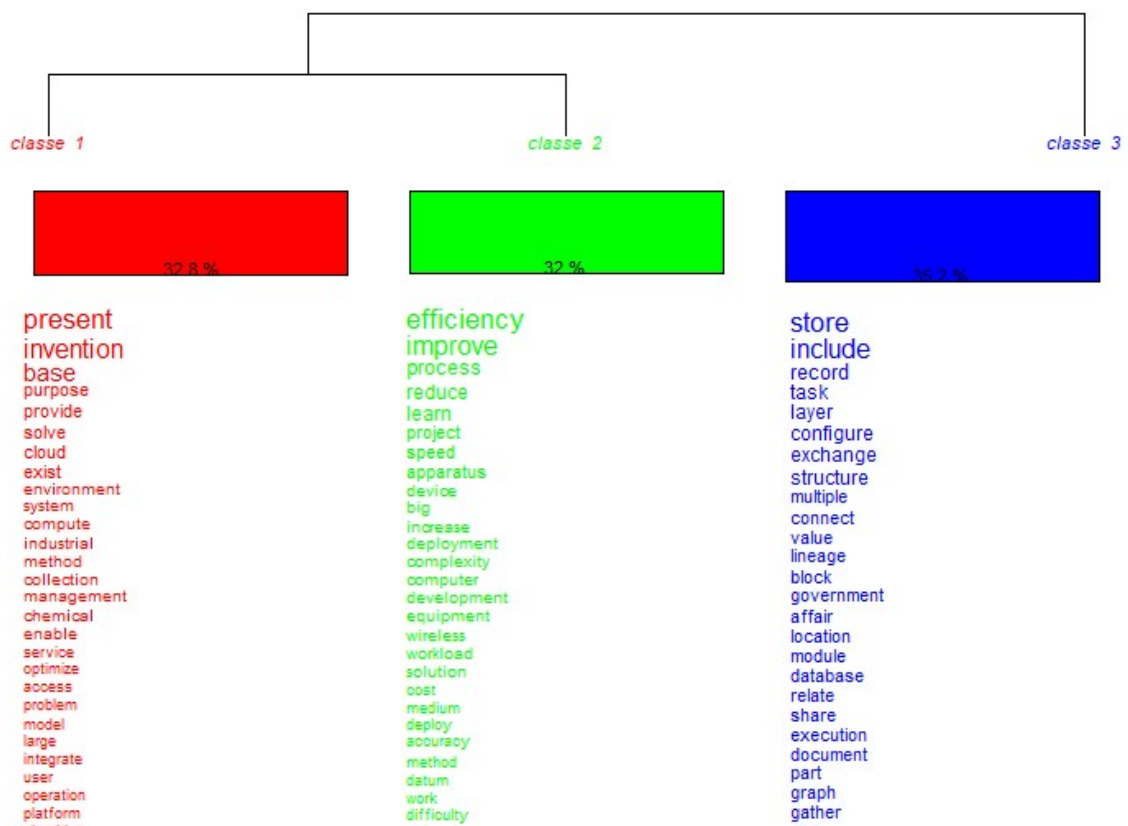 classe 1
classe 2
classe 3
32.8 %
32 %
35.2 %
present
invention
base
purpose
provide
solve
cloud
exist
environment
system
compute
industrial
method
collection
management
chemical
enable
service
optimize
access
problem
model
large
integrate
user
operation
platform
efficiency
improve
process
reduce
learn
project
speed
apparatus
device
big
increase
deployment
complexity
computer
development
equipment
wireless
workload
solution
cost
medium
deploy
accuracy
method
datum
work
difficulty
store
include
record
task
layer
configure
exchange
structure
multiple
connect
value
lineage
block
government
affair
location
module
database
relate
share
execution
document
part
graph
gather